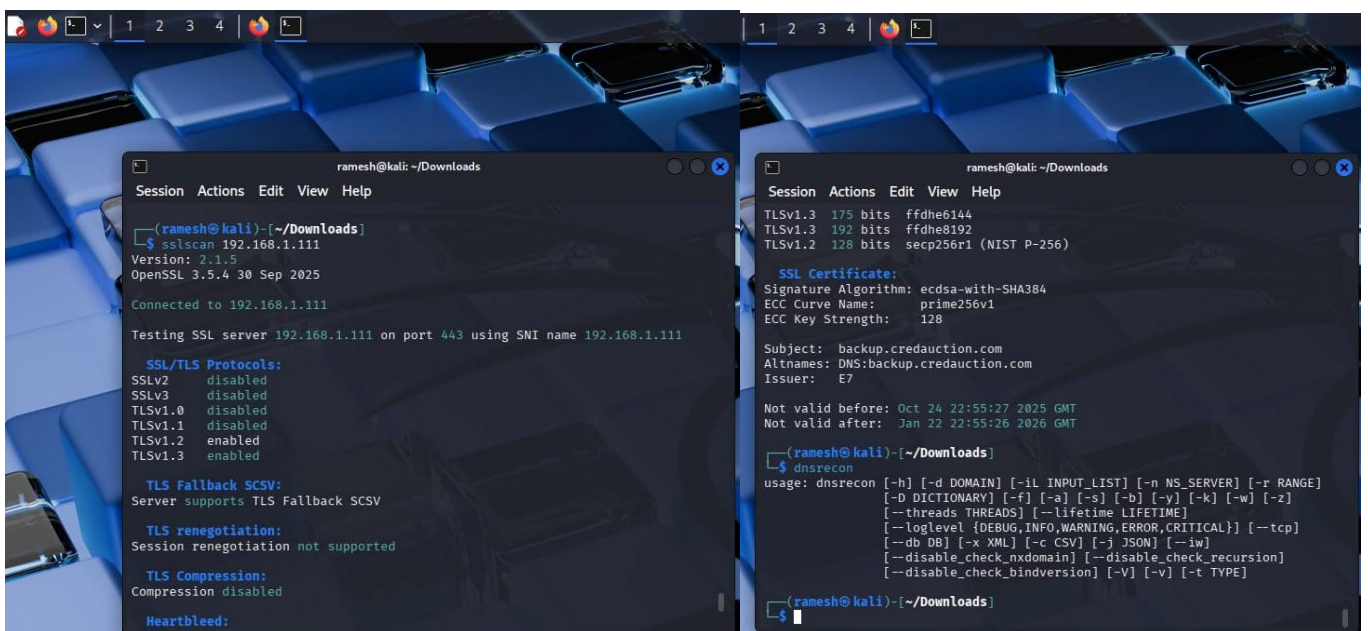 1 2 3 4
ramesh@kali: ~/Downloads
Session Actions Edit View Help
(ramesh㉿kali)-[~/Downloads]
$ sslscan 192.168.1.111
Version: 2.1.5
OpenSSL 3.5.4 30 Sep 2025
Connected to 192.168.1.111
Testing SSL server 192.168.1.111 on port 443 using SNI name 192.168.1.111
SSL/TLS Protocols:
SSLv2 disabled
SSLv3 disabled
TLSv1.0 disabled
TLSv1.1 disabled
TLSv1.2 enabled
TLSv1.3 enabled
TLS Fallback SCSV:
Server supports TLS Fallback SCSV
TLS renegotiation:
Session renegotiation not supported
TLS Compression:
Compression disabled
Heartbleed:
1 2 3 4
ramesh@kali: ~/Downloads
Session Actions Edit View Help
TLSv1.3 175 bits ffdhe6144
TLSv1.3 192 bits ffdhe8192
TLSv1.2 128 bits secp256r1 (NIST P-256)
SSL Certificate:
Signature Algorithm: ecdsa-with-SHA384
ECC Curve Name: prime256v1
ECC Key Strength: 128
Subject: backup.credauction.com
Altnames: DNS:backup.credauction.com
Issuer: E7
Not valid before: Oct 24 22:55:27 2025 GMT
Not valid after: Jan 22 22:55:26 2026 GMT
(ramesh㉿kali)-[~/Downloads]
$ dnsrecon
usage: dnsrecon [-h] [-d DOMAIN] [-iL INPUT_LIST] [-n NS_SERVER] [-r RANGE]
[-D DICTIONARY] [-f] [-a] [-s] [-b] [-y] [-k] [-w] [-z]
[--threads THREADS] [--lifetime LIFETIME]
[--loglevel {DEBUG,INFO,WARNING,ERROR,CRITICAL}] [--tcp]
[--db DB] [-x XML] [-c CSV] [-j JSON] [--iw]
[--disable_check_nxdomain] [--disable_check_recursion]
[--disable_check_bindversion] [-V] [-v] [-t TYPE]
(ramesh㉿kali)-[~/Downloads]
$